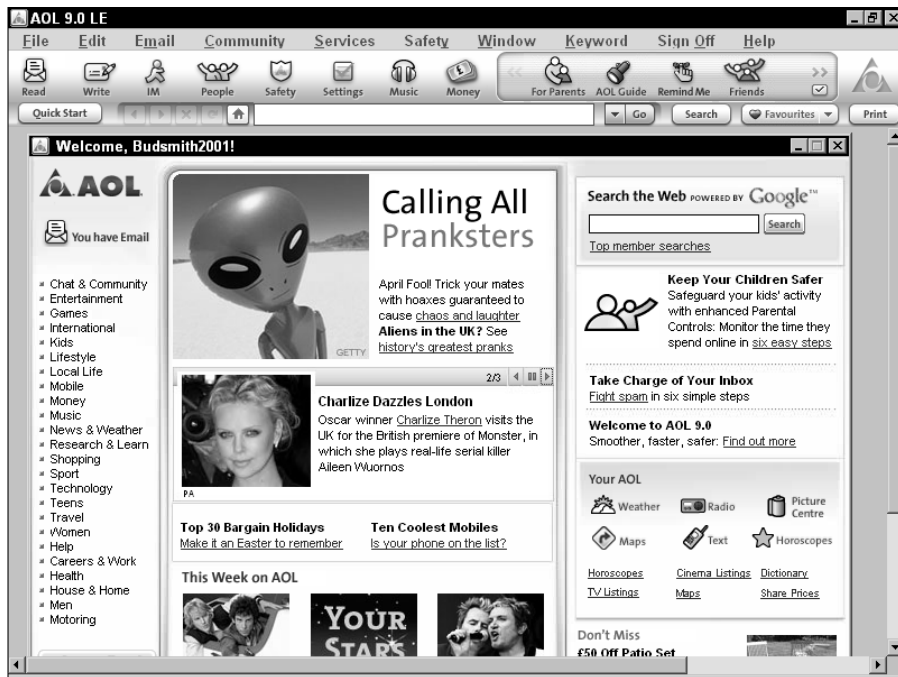 AOL 9.0 LE
File Edit Email Community Services Safety Window Keyword Sign Off Help
Read Write IM People Safety Settings Music Money For Parents AOL Guide Remind Me Friends
Quick Start Go Search Favourites Print
Welcome, Budsmith2001!
AOL
You have Email
Chat & Community
Entertainment
Games
International
Kids
Lifestyle
Local Life
Mobile
Money
Music
News & Weather
Research & Learn
Shopping
Sport
Technology
Teens
Travel
Women
Help
Careers & Work
Health
House & Home
Men
Motoring
Calling All
Pranksters
April Fool! Trick your mates
with hoaxes guaranteed to
cause chaos and laughter
Aliens in the UK? See
history's greatest pranks
GETTY
2/3
Charlize Dazzles London
Oscar winner Charlize Theron visits the
UK for the British premiere of Monster, in
which she plays real-life serial killer
Aileen Wuornos
PA
Top 30 Bargain Holidays
Make it an Easter to remember
Ten Coolest Mobiles
Is your phone on the list?
This Week on AOL
YOUR
STARS
Search the Web POWERED BY Google™
Search
Top member searches
Keep Your Children Safer
Safeguard your kids' activity
with enhanced Parental
Controls: Monitor the time they
spend online in six easy steps
Take Charge of Your Inbox
Fight spam in six simple steps
Welcome to AOL 9.0
Smoother, faster, safer: Find out more
Your AOL
Weather Radio Picture
Centre
Maps Text Horoscopes
Horoscopes Cinema Listings Dictionary
TV Listings Maps Share Prices
Don't Miss
£50 Off Patio Set